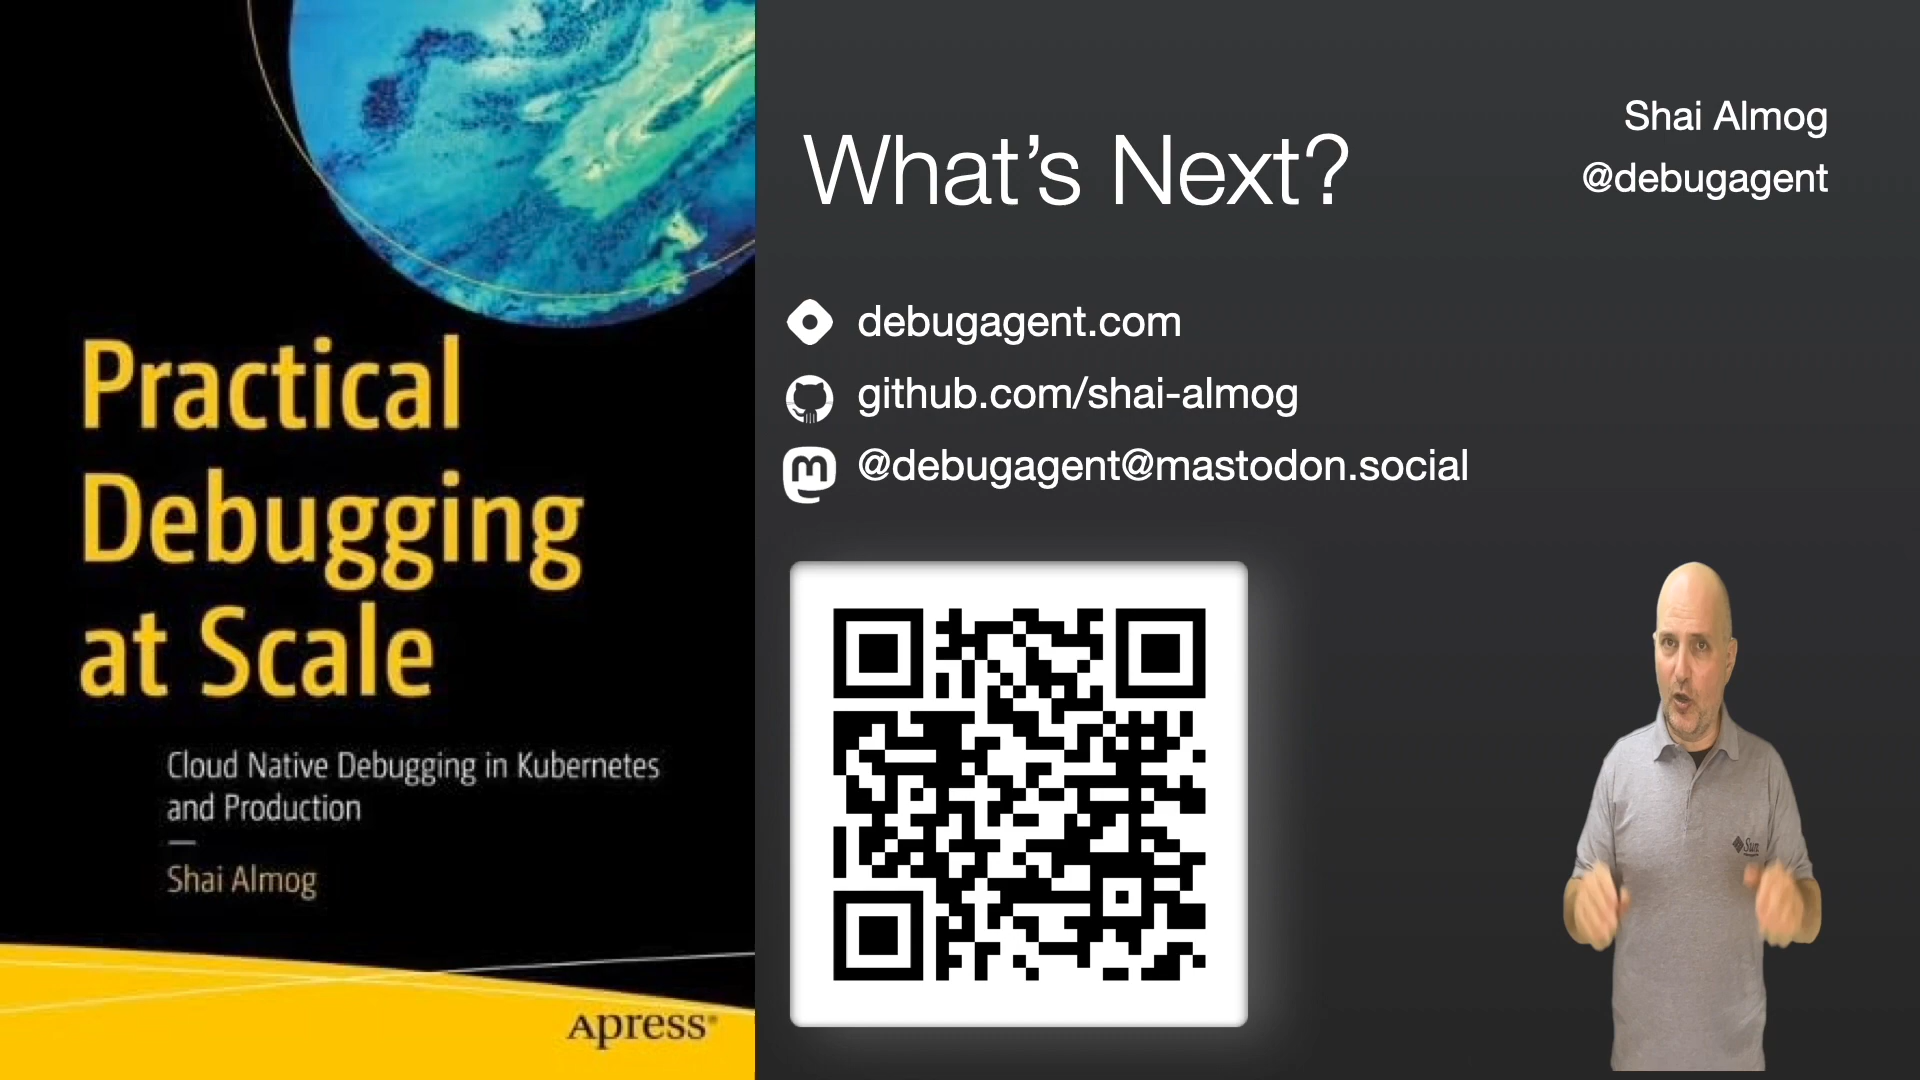 Practical
Debugging
at Scale
Cloud Native Debugging in Kubernetes
and Production
Shai Almog
Apress®
What's Next?
Shai Almog
@debugagent
debugagent.com
github.com/shai-almog
@debugagent@mastodon.social
Sun